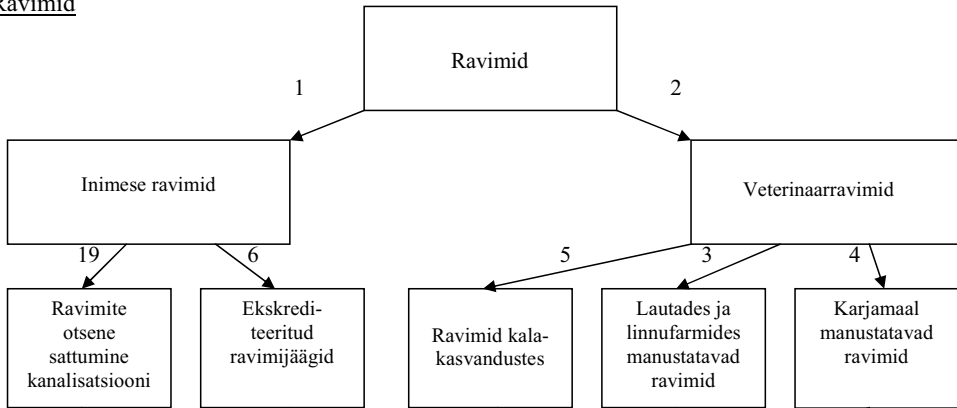 Ravimid
Ravimid
1
2
Inimese ravimid
Veterinaarravimid
19
6
5
3
4
Ravimite
otsene
sattumine
kanalisatsiooni
Ekskredi-
teeritud
ravimijäägid
Ravimid kala-
kasvandustes
Lautades ja
linnufarmides
manustatavad
ravimid
Karjamaal
manustatavad
ravimid